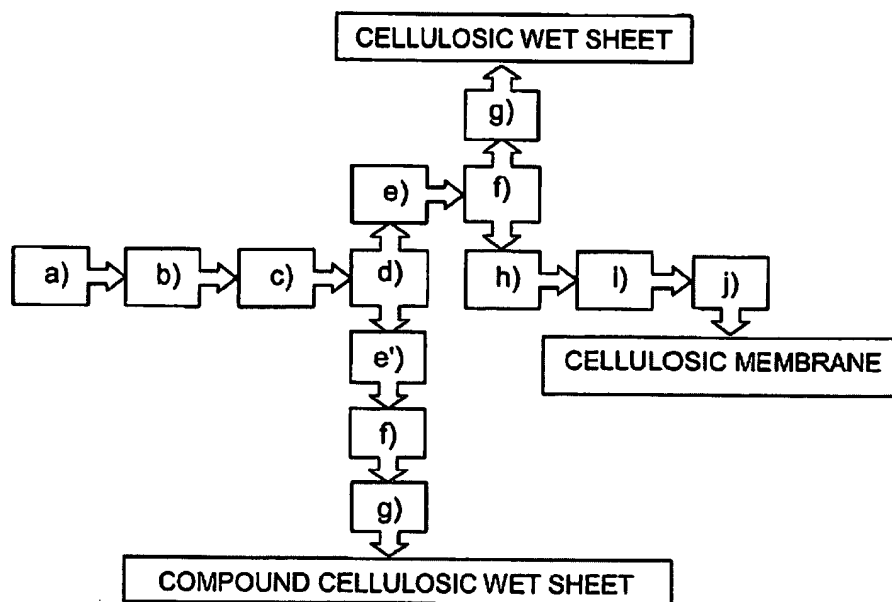 CELLULOSIC WET SHEET
g)
e)
f)
a)
b)
c)
d)
h)
I)
j)
e')
CELLULOSIC MEMBRANE
f)
g)
COMPOUND CELLULOSIC WET SHEET